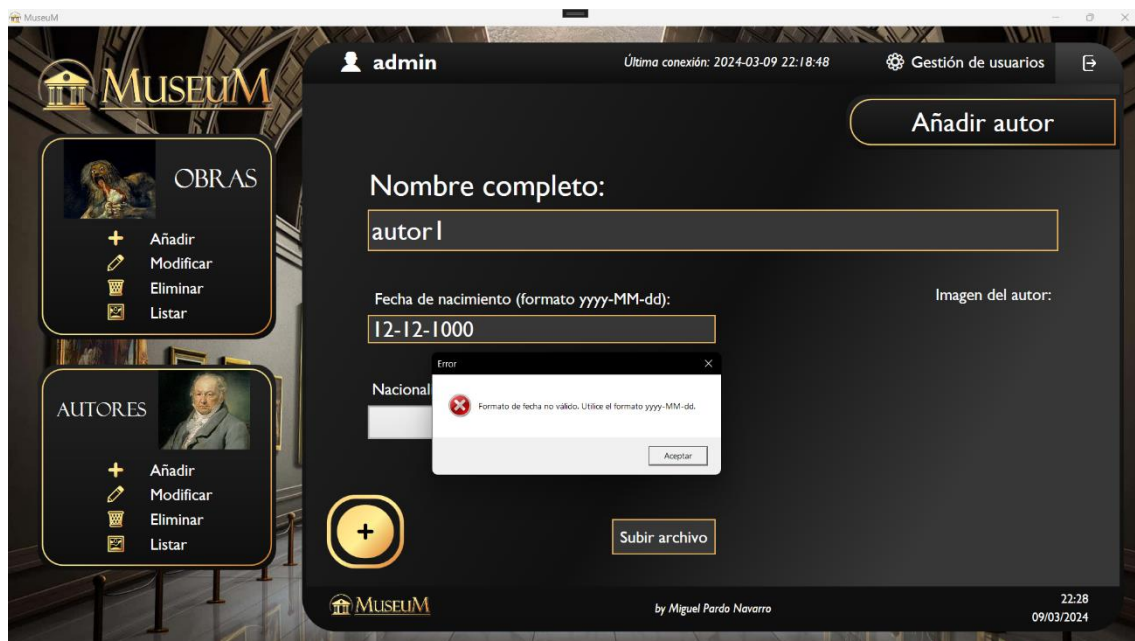 MuseuM
MUSEUM
admin
Última conexión: 2024-03-09 22:18:48
Gestión de usuarios
Añadir autor
OBRAS
Añadir
Modificar
Eliminar
Listar
AUTORES
Añadir
Modificar
Eliminar
Listar
Nombre completo:
autor1
Fecha de nacimiento (formato yyyy-MM-dd):
12-12-1000
Imagen del autor:
Nacional
Error
Formato de fecha no válido. Utilice el formato yyyy-MM-dd.
Aceptar
+
Subir archivo
MUSEUM
by Miguel Pardo Navarro
22:28
09/03/2024